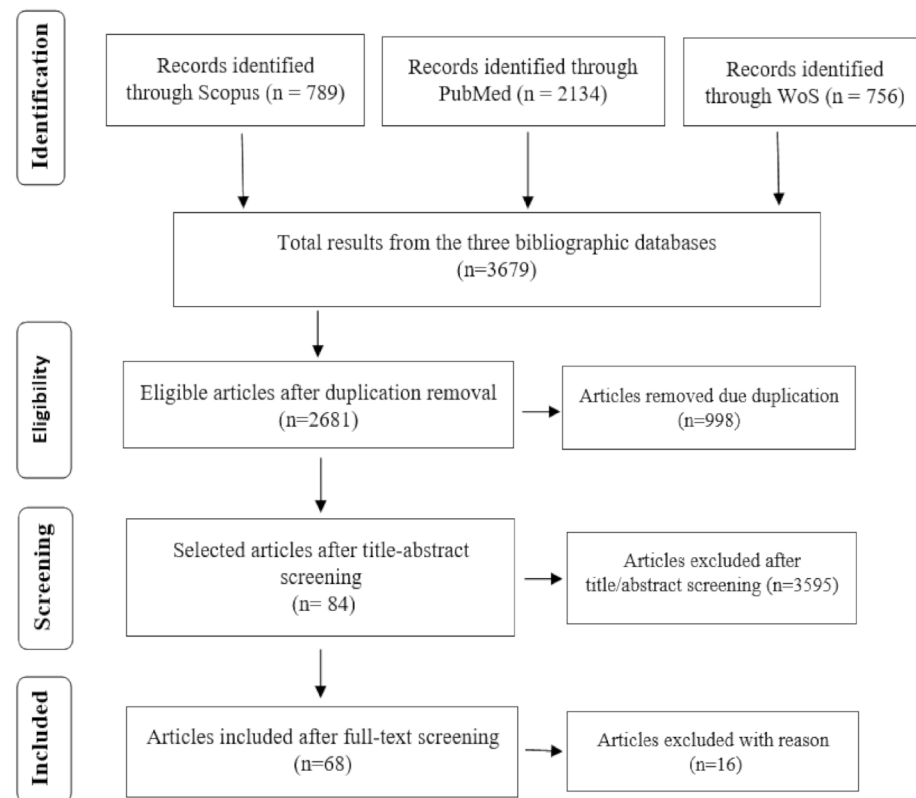 Identification
Records identified
through Scopus (n = 789)
Records identified through
PubMed (n = 2134)
Records identified
through WoS (n = 756)
Total results from the three bibliographic databases
(n=3679)
Eligibility
Eligible articles after duplication removal
(n=2681)
Articles removed due duplication
(n=998)
Screening
Selected articles after title-abstract
screening
(n= 84)
Articles excluded after
title/abstract screening (n=3595)
Included
Articles included after full-text screening
(n=68)
Articles excluded with reason
(n=16)